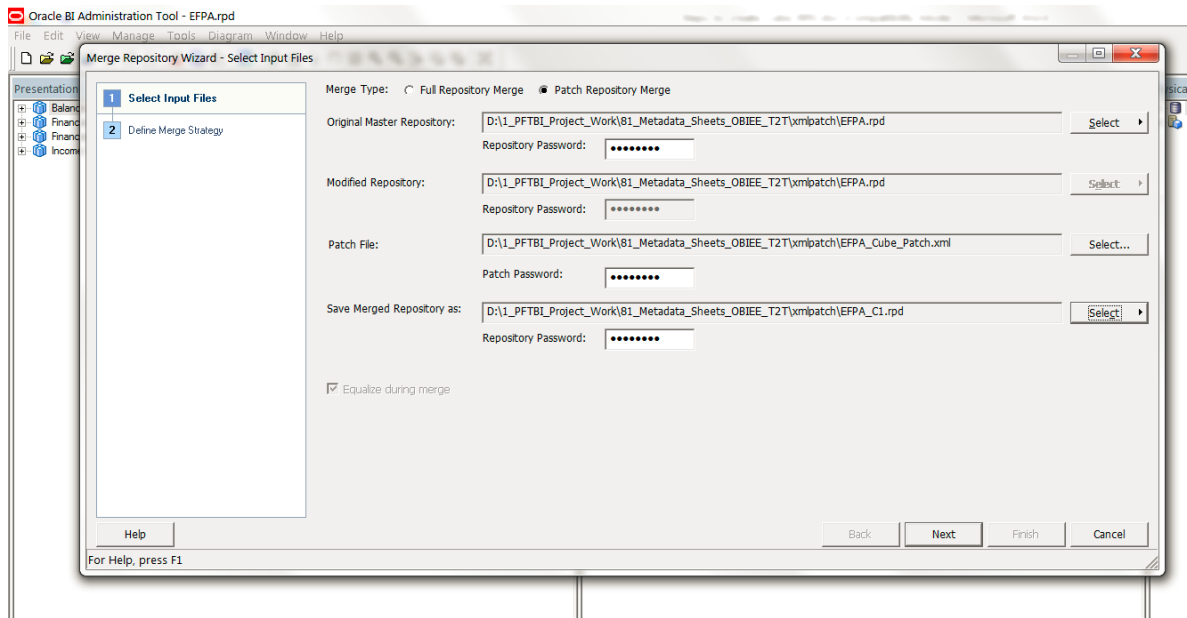 Oracle BI Administration Tool - EFPA.rpd
File Edit View Manage Tools Diagram Window Help
Merge Repository Wizard - Select Input Files
Presentation
Balanc
Financ
Financ
Income
1 Select Input Files
2 Define Merge Strategy
Merge Type: Full Repository Merge Patch Repository Merge
Original Master Repository: D:\1_PFTBI_Project_Work\81_Metadata_Sheets_OBIEE_T2T\xmlpatch\EFPA.rpd Select
Repository Password: ••••••••
Modified Repository: D:\1_PFTBI_Project_Work\81_Metadata_Sheets_OBIEE_T2T\xmlpatch\EFPA.rpd Select
Repository Password: ••••••••
Patch File: D:\1_PFTBI_Project_Work\81_Metadata_Sheets_OBIEE_T2T\xmlpatch\EFPA_Cube_Patch.xml Select...
Patch Password: ••••••••
Save Merged Repository as: D:\1_PFTBI_Project_Work\81_Metadata_Sheets_OBIEE_T2T\xmlpatch\EFPA_C1.rpd Select
Repository Password: ••••••••
Equalize during merge
Help Back Next Finish Cancel
For Help, press F1